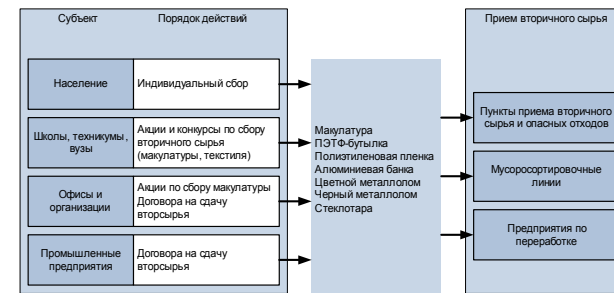 Субъект
Порядок действий
Население
Индивидуальный сбор
Школы, техникумы,
вузы
Акции и конкурсы по сбору
вторичного сырья
(макулатуры, текстиля)
Офисы и
организации
Акции по сбору макулатуры
Договора на сдачу
вторсырья
Промышленные
предприятия
Договора на сдачу
вторсырья
Макулатура
ПЭТФ-бутылка
Полиэтиленовая пленка
Алюминиевая банка
Цветной металлолом
Черный металлолом
Стеклотара
Прием вторичного сырья
Пункты приема вторичного
сырья и опасных отходов
Мусоросортировочные
линии
Предприятия по
переработке